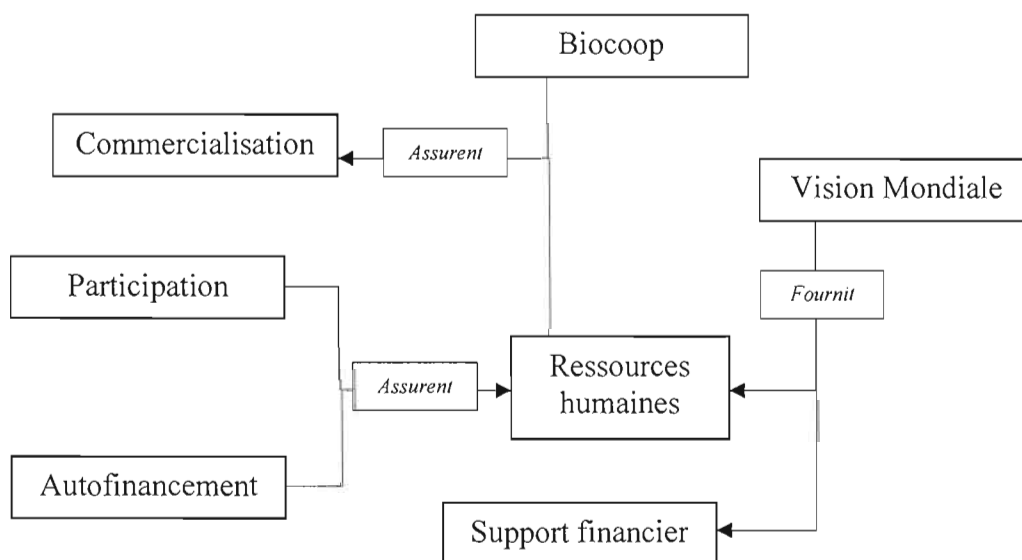 Biocoop
Commercialisation
Assurent
Vision Mondiale
Participation
Fournit
Ressources
humaines
Assurent
Autofinancement
Support financier